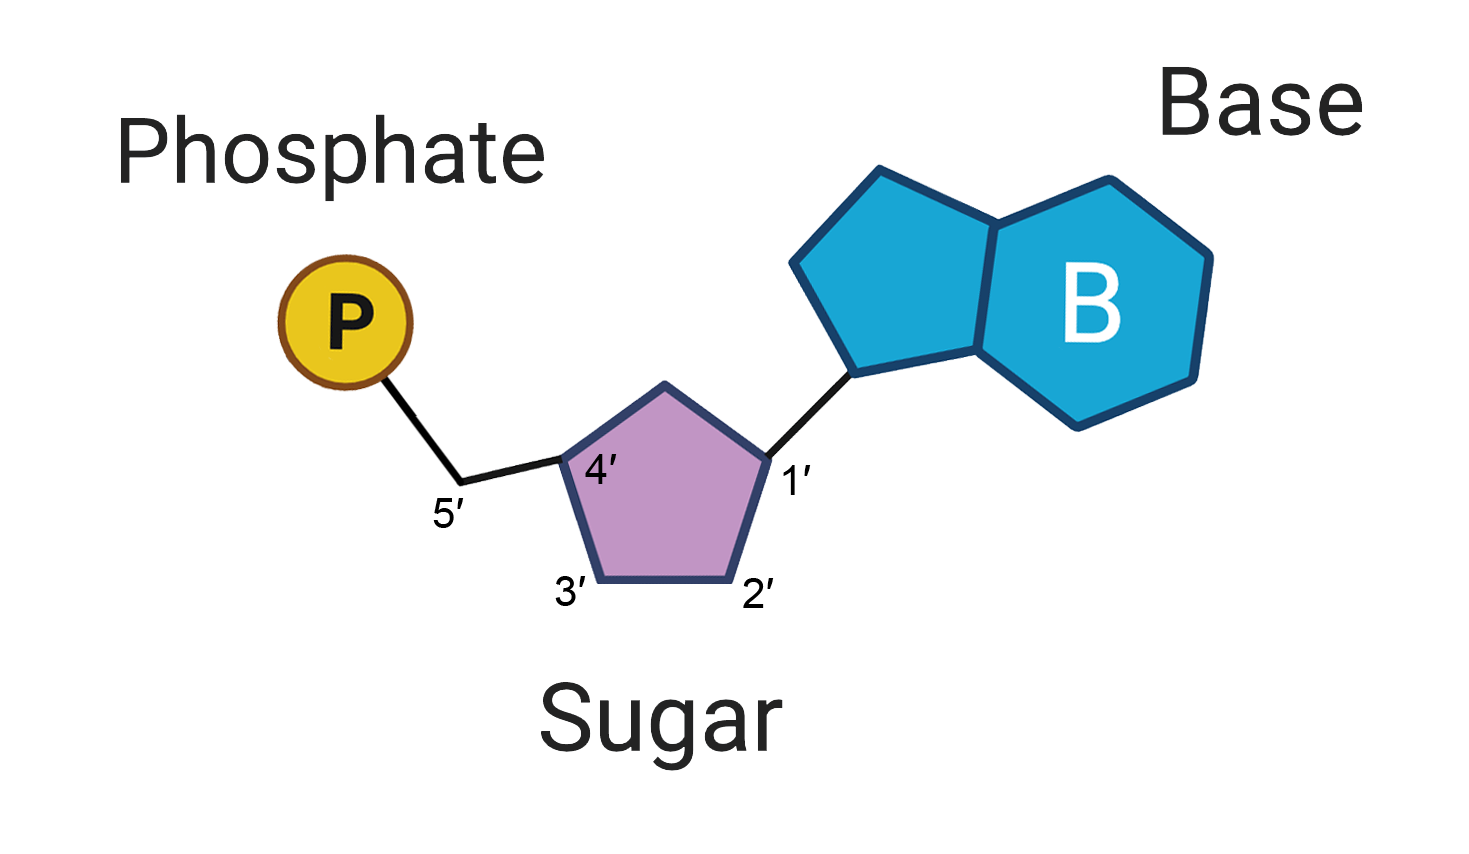 Base
Phosphate
P
B
4′
1′
5′
3′
2′
Sugar